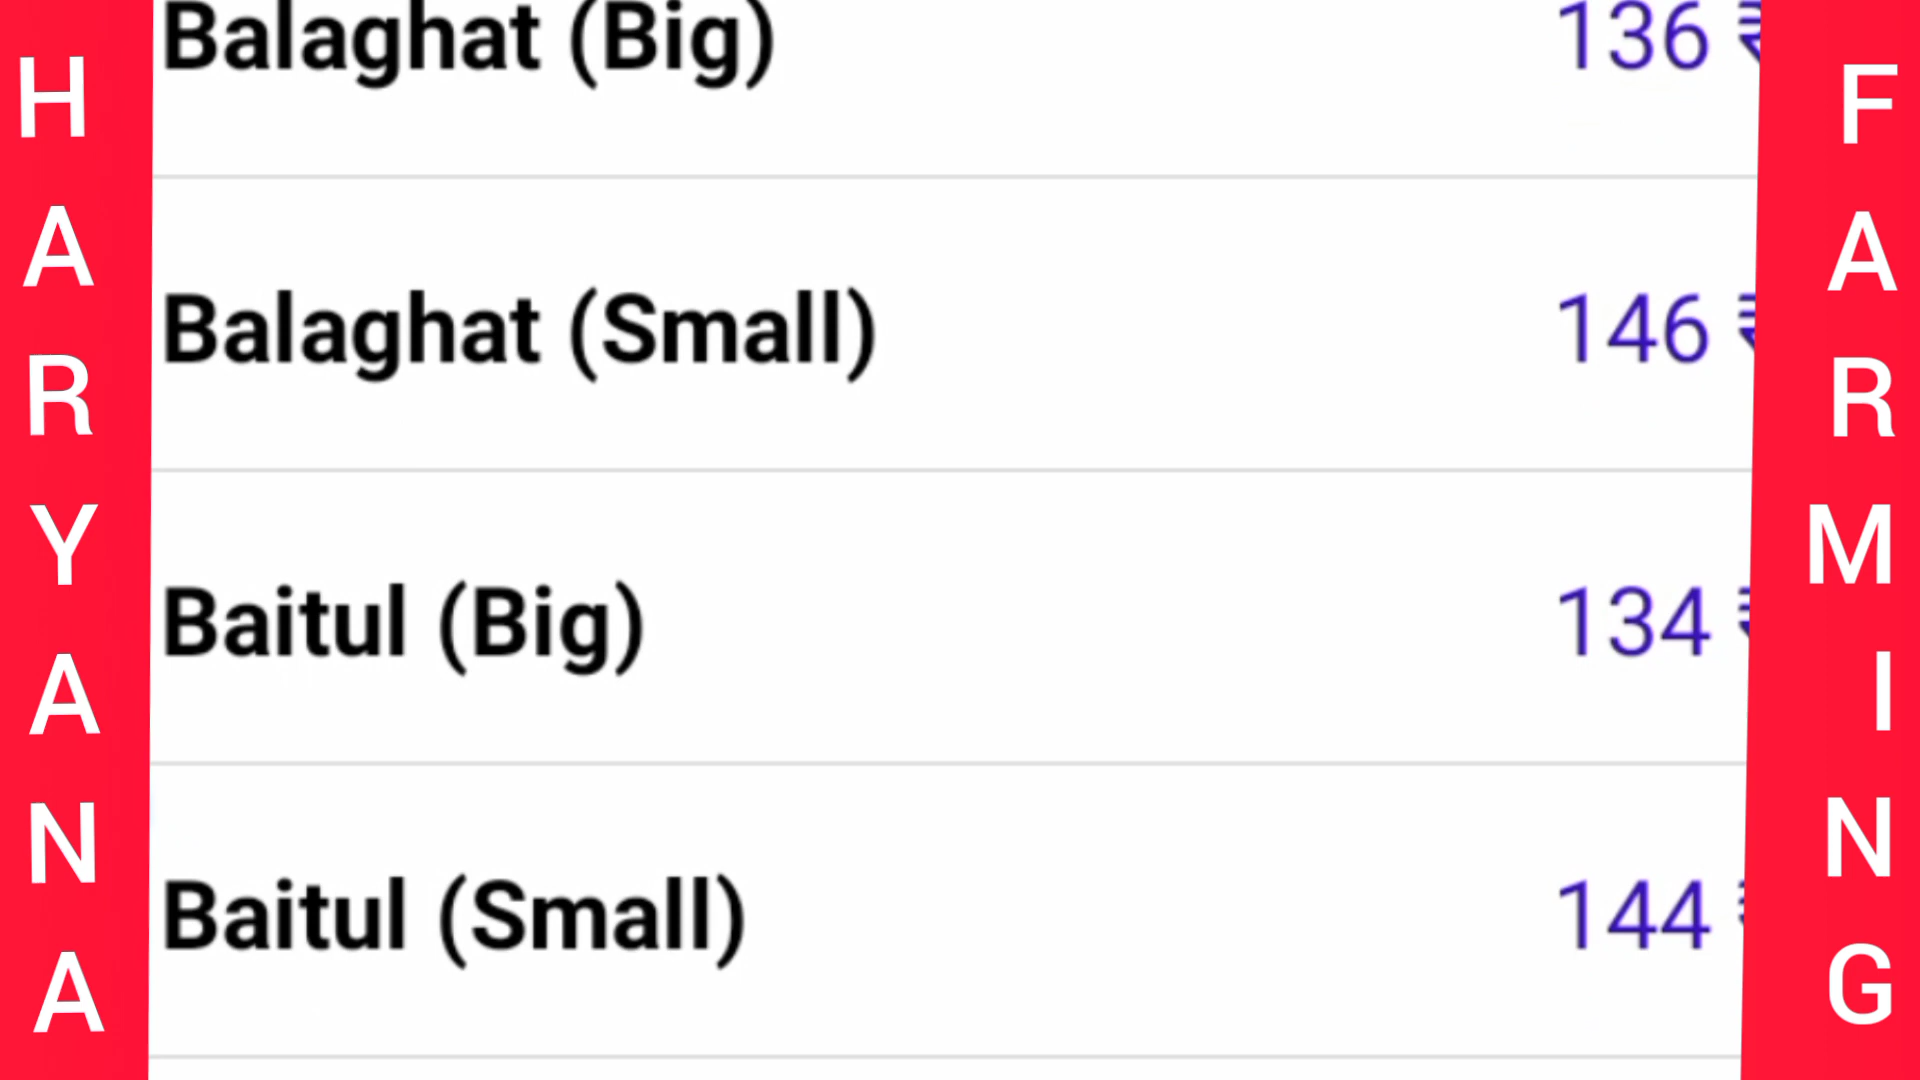 HARYANA
Balaghat (Big) 136 ₹
Balaghat (Small) 146 ₹
Baitul (Big) 134 ₹
Baitul (Small) 144 ₹
FARMING